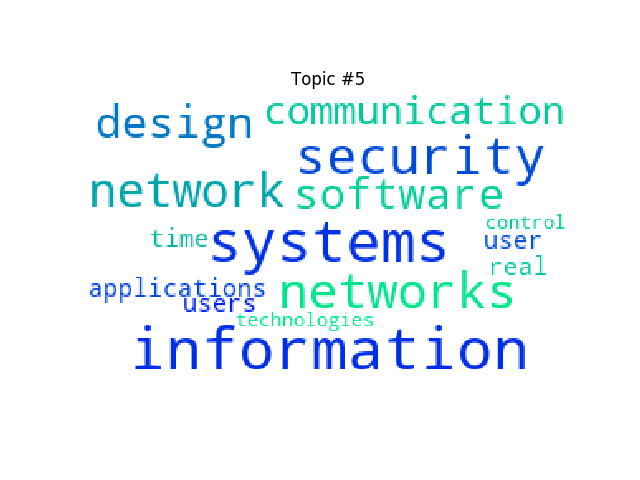 Topic #5
communication
design
security
network software
control
time systems user
real
applications networks
users
technologies
information